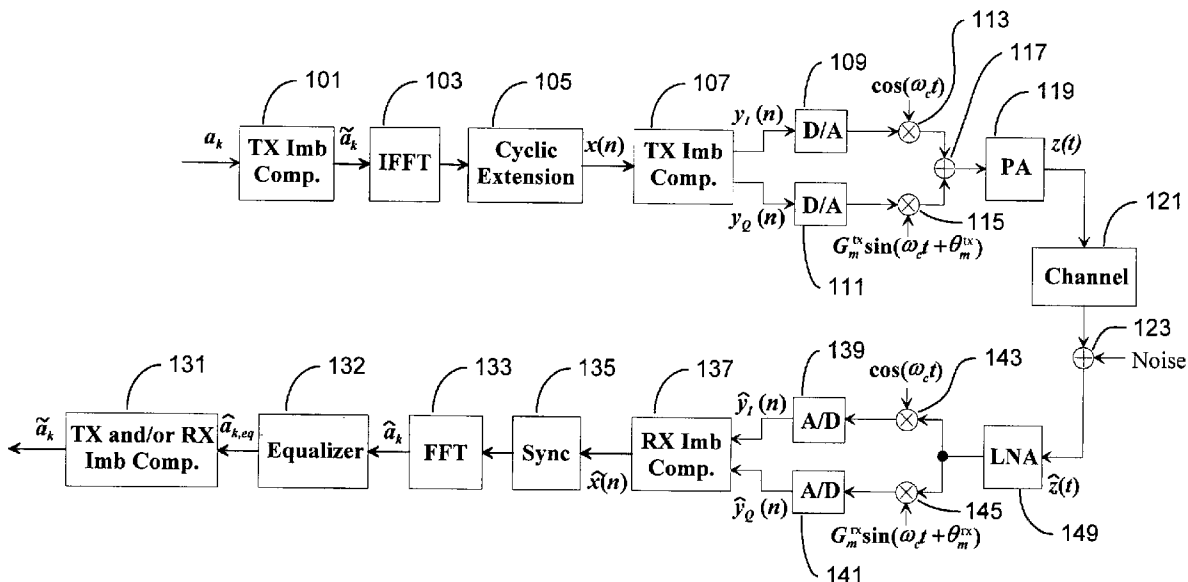 101
103
105
107
109
113
117
119
cos(ω_c t)
a_k
TX Imb
Comp.
ã_k
IFFT
Cyclic
Extension
x(n)
TX Imb
Comp.
y_I (n)
D/A
PA
z(t)
y_Q (n)
D/A
115
G_m^tx sin(ω_c t + θ_m^tx)
111
121
Channel
123
Noise
131
132
133
135
137
139
143
cos(ω_c t)
ã_k
TX and/or RX
Imb Comp.
â_k,eq
Equalizer
â_k
FFT
Sync
x̂(n)
RX Imb
Comp.
ŷ_I (n)
A/D
LNA
ẑ(t)
ŷ_Q (n)
A/D
145
149
G_m^rx sin(ω_c t + θ_m^rx)
141